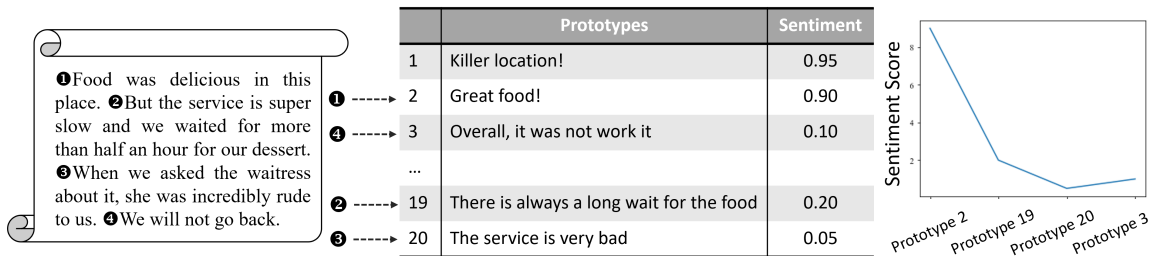 ❶Food was delicious in this
place. ❷But the service is super
slow and we waited for more
than half an hour for our dessert.
❸When we asked the waitress
about it, she was incredibly rude
to us. ❹We will not go back.
Prototypes Sentiment
1 Killer location! 0.95
❶ 2 Great food! 0.90
❹ 3 Overall, it was not work it 0.10
...
❷ 19 There is always a long wait for the food 0.20
❸ 20 The service is very bad 0.05
Sentiment Score
8
6
4
2
Prototype 2 Prototype 19 Prototype 20 Prototype 3